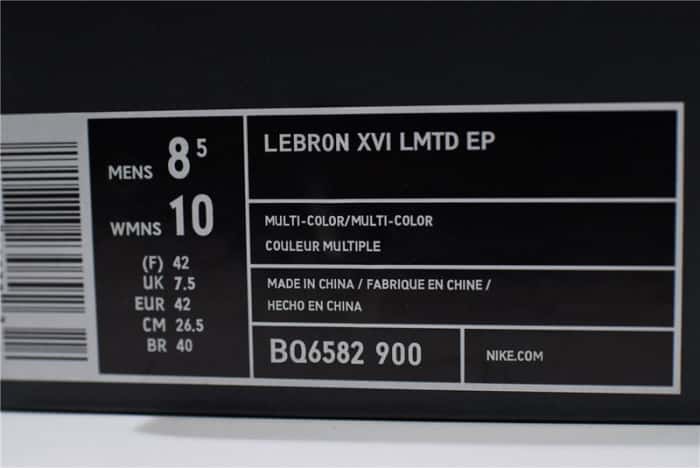 MENS 8 5
WMNS 10
(F) 42
UK 7.5
EUR 42
CM 26.5
BR 40
LEBRON XVI LMTD EP
MULTI-COLOR/MULTI-COLOR
COULEUR MULTIPLE
MADE IN CHINA / FABRIQUE EN CHINE /
HECHO EN CHINA
BQ6582 900
NIKE.COM